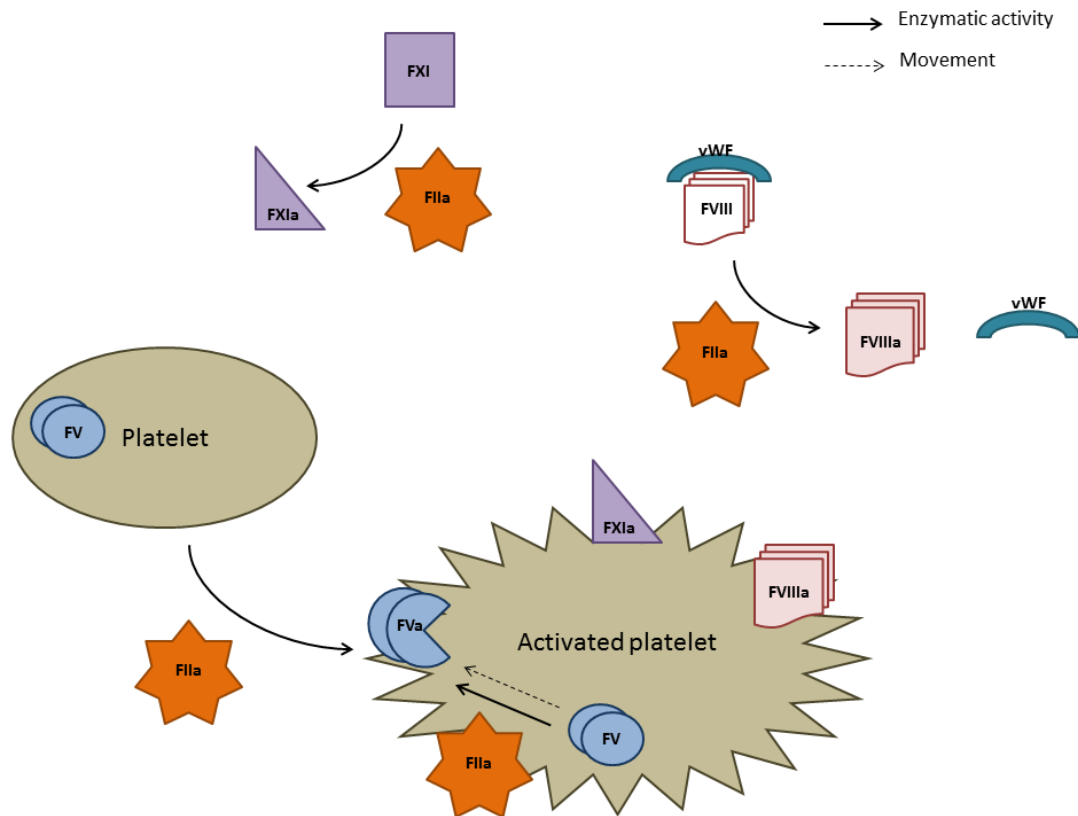 Enzymatic activity
Movement
FXI
FXIa
FIIa
vWF
FVIII
FIIa
FVIIIa
vWF
FV
Platelet
FIIa
FXIa
FVIIIa
FVa
Activated platelet
FIIa
FV